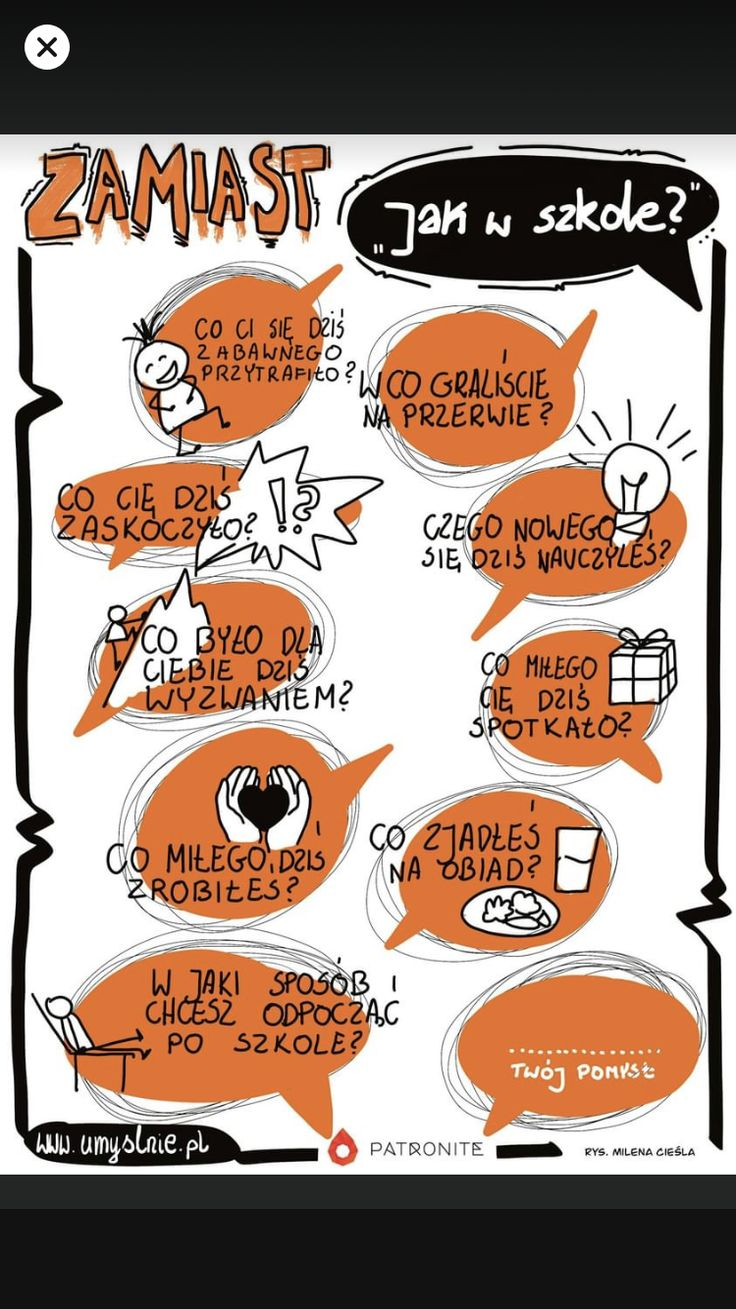 ZAMIAST
„Jak w szkole?"
CO CI SIĘ DZIŚ
ZABAWNEGO
PRZYTRAFIŁO?
W CO GRALIŚCIE
NA PRZERWIE?
CO CIĘ DZIŚ
ZASKOCZYŁO?
!?
CZEGO NOWEGO
SIĘ DZIŚ NAUCZYŁEŚ?
CO BYŁO DLA
CIEBIE DZIŚ
WYZWANIEM?
CO MIŁEGO
CIĘ DZIŚ
SPOTKAŁO?
CO MIŁEGO DZIŚ
ZROBIŁEŚ?
CO ZJADŁEŚ
NA OBIAD?
W JAKI SPOSÓB
CHCESZ ODPOCZĄĆ
PO SZKOLE?
....................
TWÓJ POMYSŁ
www.umyslnie.pl
PATRONITE
RYS. MILENA CIEŚLA